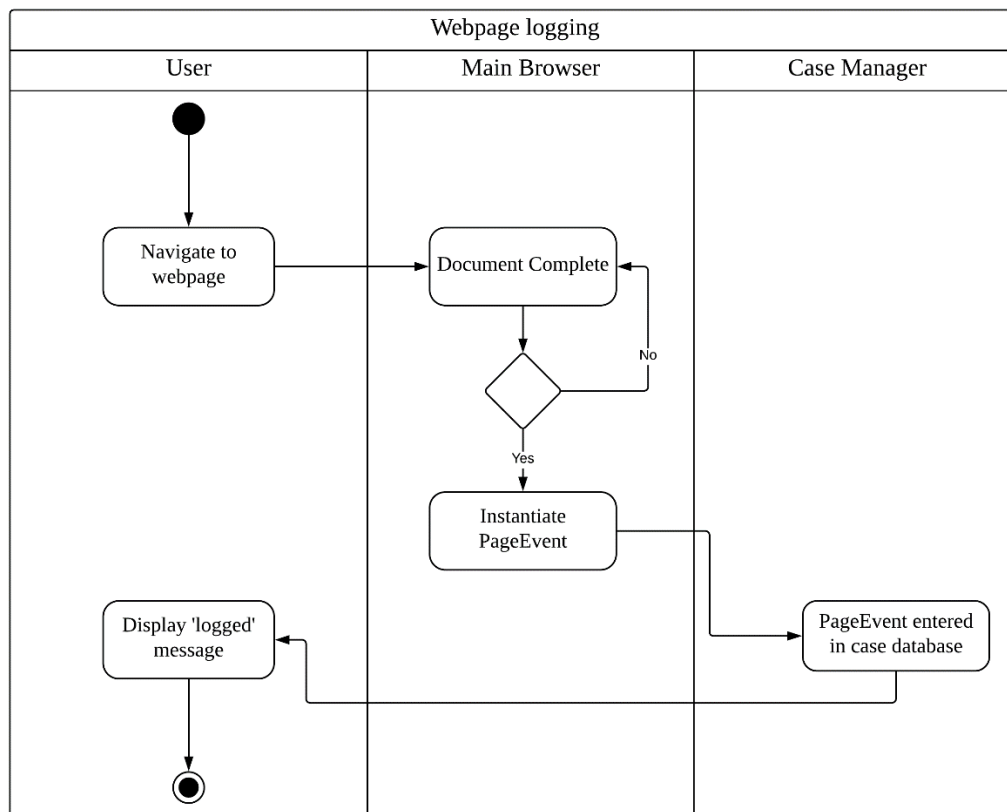 Webpage logging
User
Main Browser
Case Manager
Navigate to
webpage
Document Complete
No
Yes
Instantiate
PageEvent
Display 'logged'
message
PageEvent entered
in case database